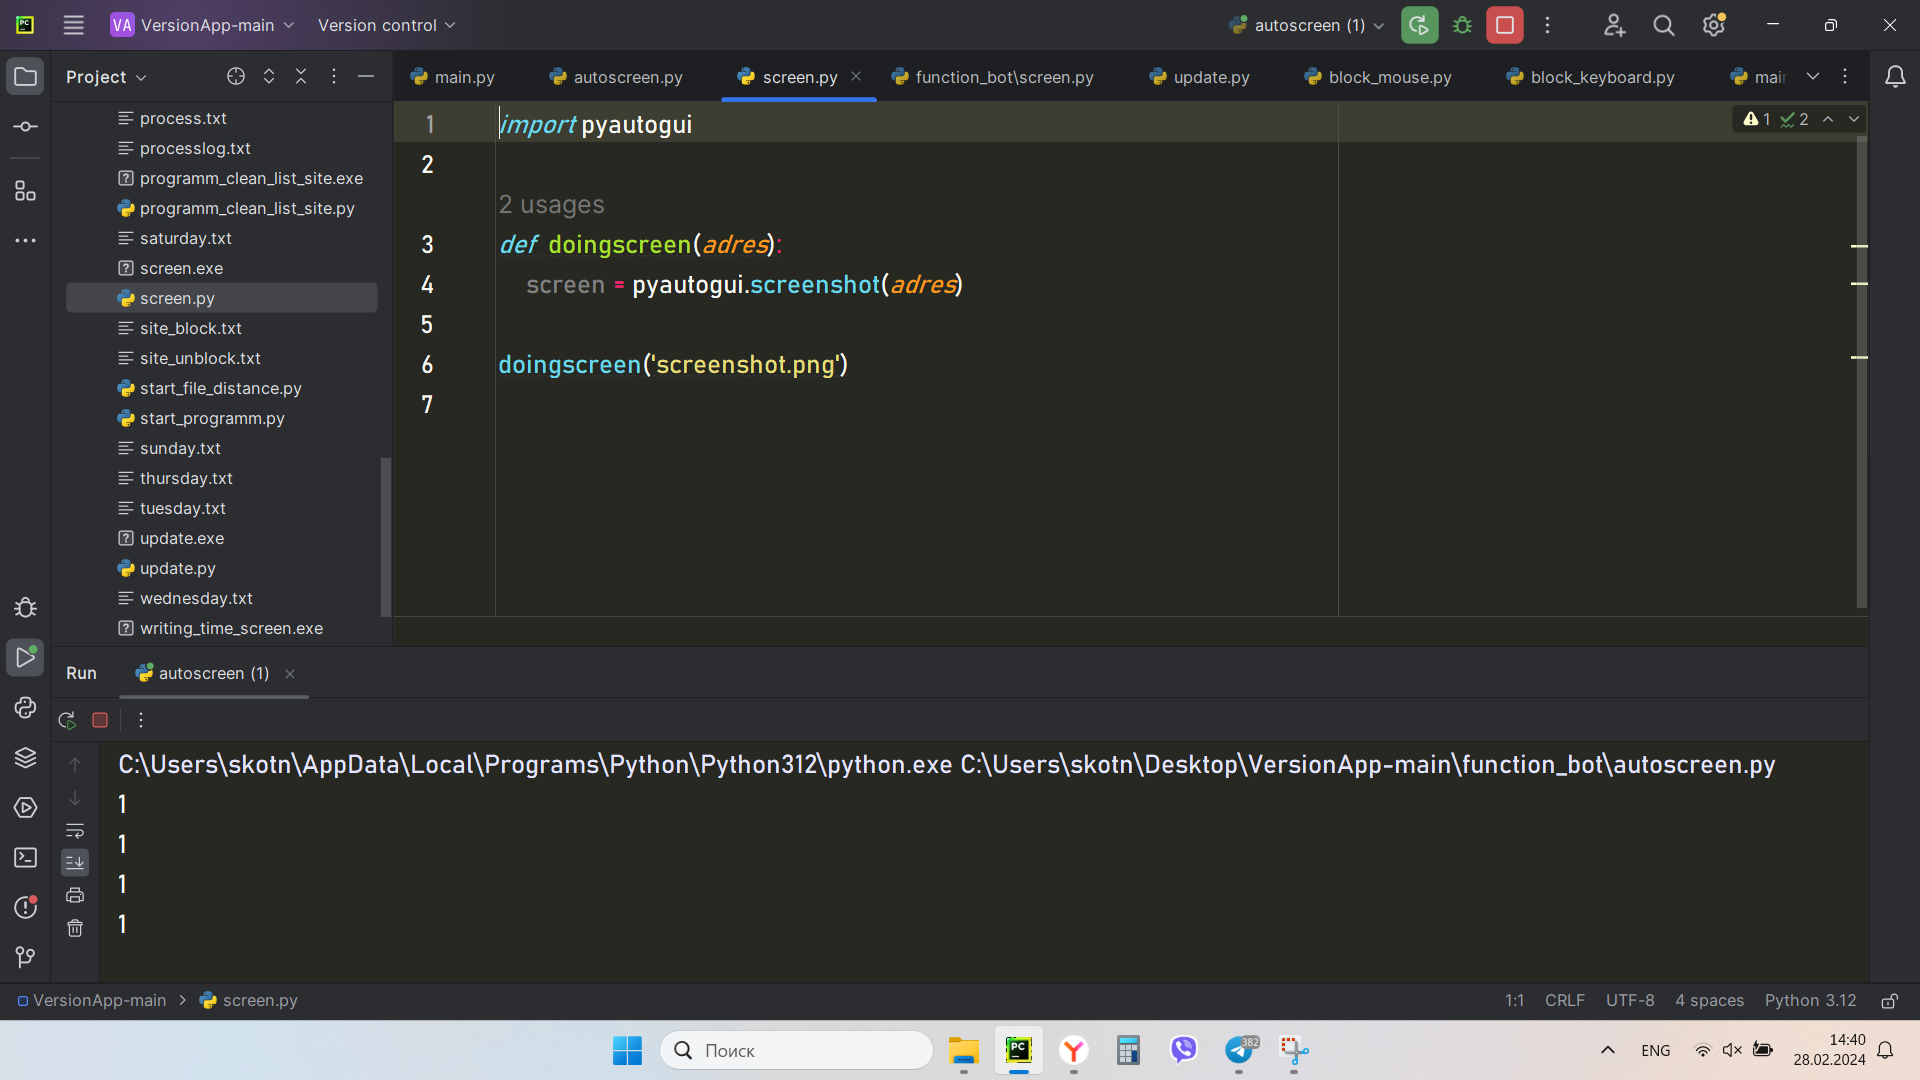 VA VersionApp-main Version control autoscreen (1)
Project
main.py autoscreen.py screen.py function_bot\screen.py update.py block_mouse.py block_keyboard.py mai
process.txt
processlog.txt
programm_clean_list_site.exe
programm_clean_list_site.py
saturday.txt
screen.exe
screen.py
site_block.txt
site_unblock.txt
start_file_distance.py
start_programm.py
sunday.txt
thursday.txt
tuesday.txt
update.exe
update.py
wednesday.txt
writing_time_screen.exe
1 import pyautogui
1 2
2
2 usages
3 def doingscreen(adres):
4 screen = pyautogui.screenshot(adres)
5
6 doingscreen('screenshot.png')
7
Run autoscreen (1)
C:\Users\skotn\AppData\Local\Programs\Python\Python312\python.exe C:\Users\skotn\Desktop\VersionApp-main\function_bot\autoscreen.py
1
1
1
1
VersionApp-main > screen.py 1:1 CRLF UTF-8 4 spaces Python 3.12
Поиск
PC
382
ENG
14:40
28.02.2024